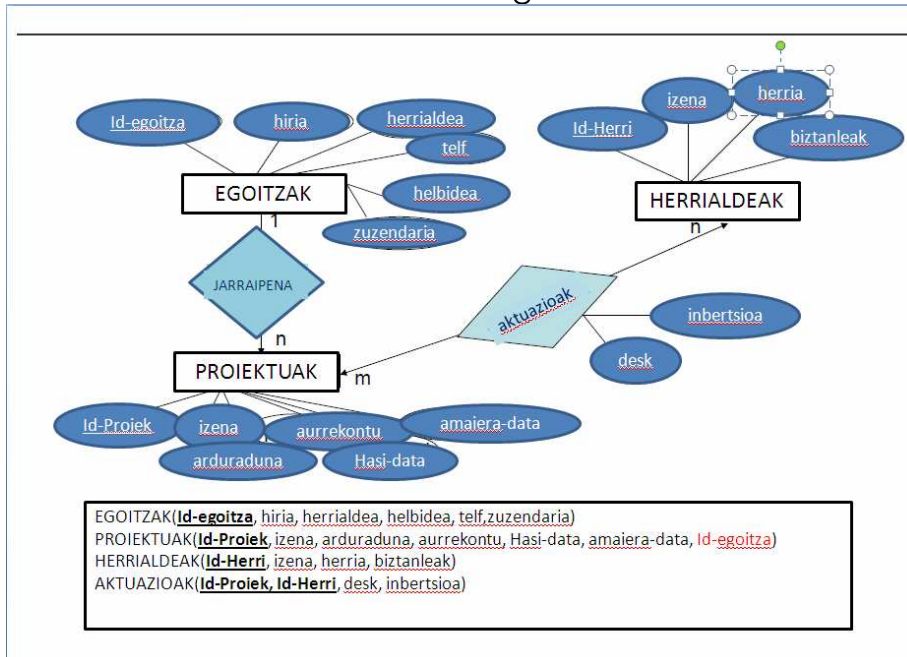 Id-egoitza
hiria
herrialdea
telf
helbidea
zuzendaria
EGOITZAK
1
JARRAIPENA
n
PROIEKTUAK
Id-Proiek
izena
arduraduna
aurrekontu
Hasi-data
amaiera-data
m
aktuazioak
n
desk
inbertsioa
HERRIALDEAK
Id-Herri
izena
herria
biztanleak
EGOITZAK(Id-egoitza, hiria, herrialdea, helbidea, telf,zuzendaria)
PROIEKTUAK(Id-Proiek, izena, arduraduna, aurrekontu, Hasi-data, amaiera-data, Id-egoitza)
HERRIALDEAK(Id-Herri, izena, herria, biztanleak)
AKTUAZIOAK(Id-Proiek, Id-Herri, desk, inbertsioa)